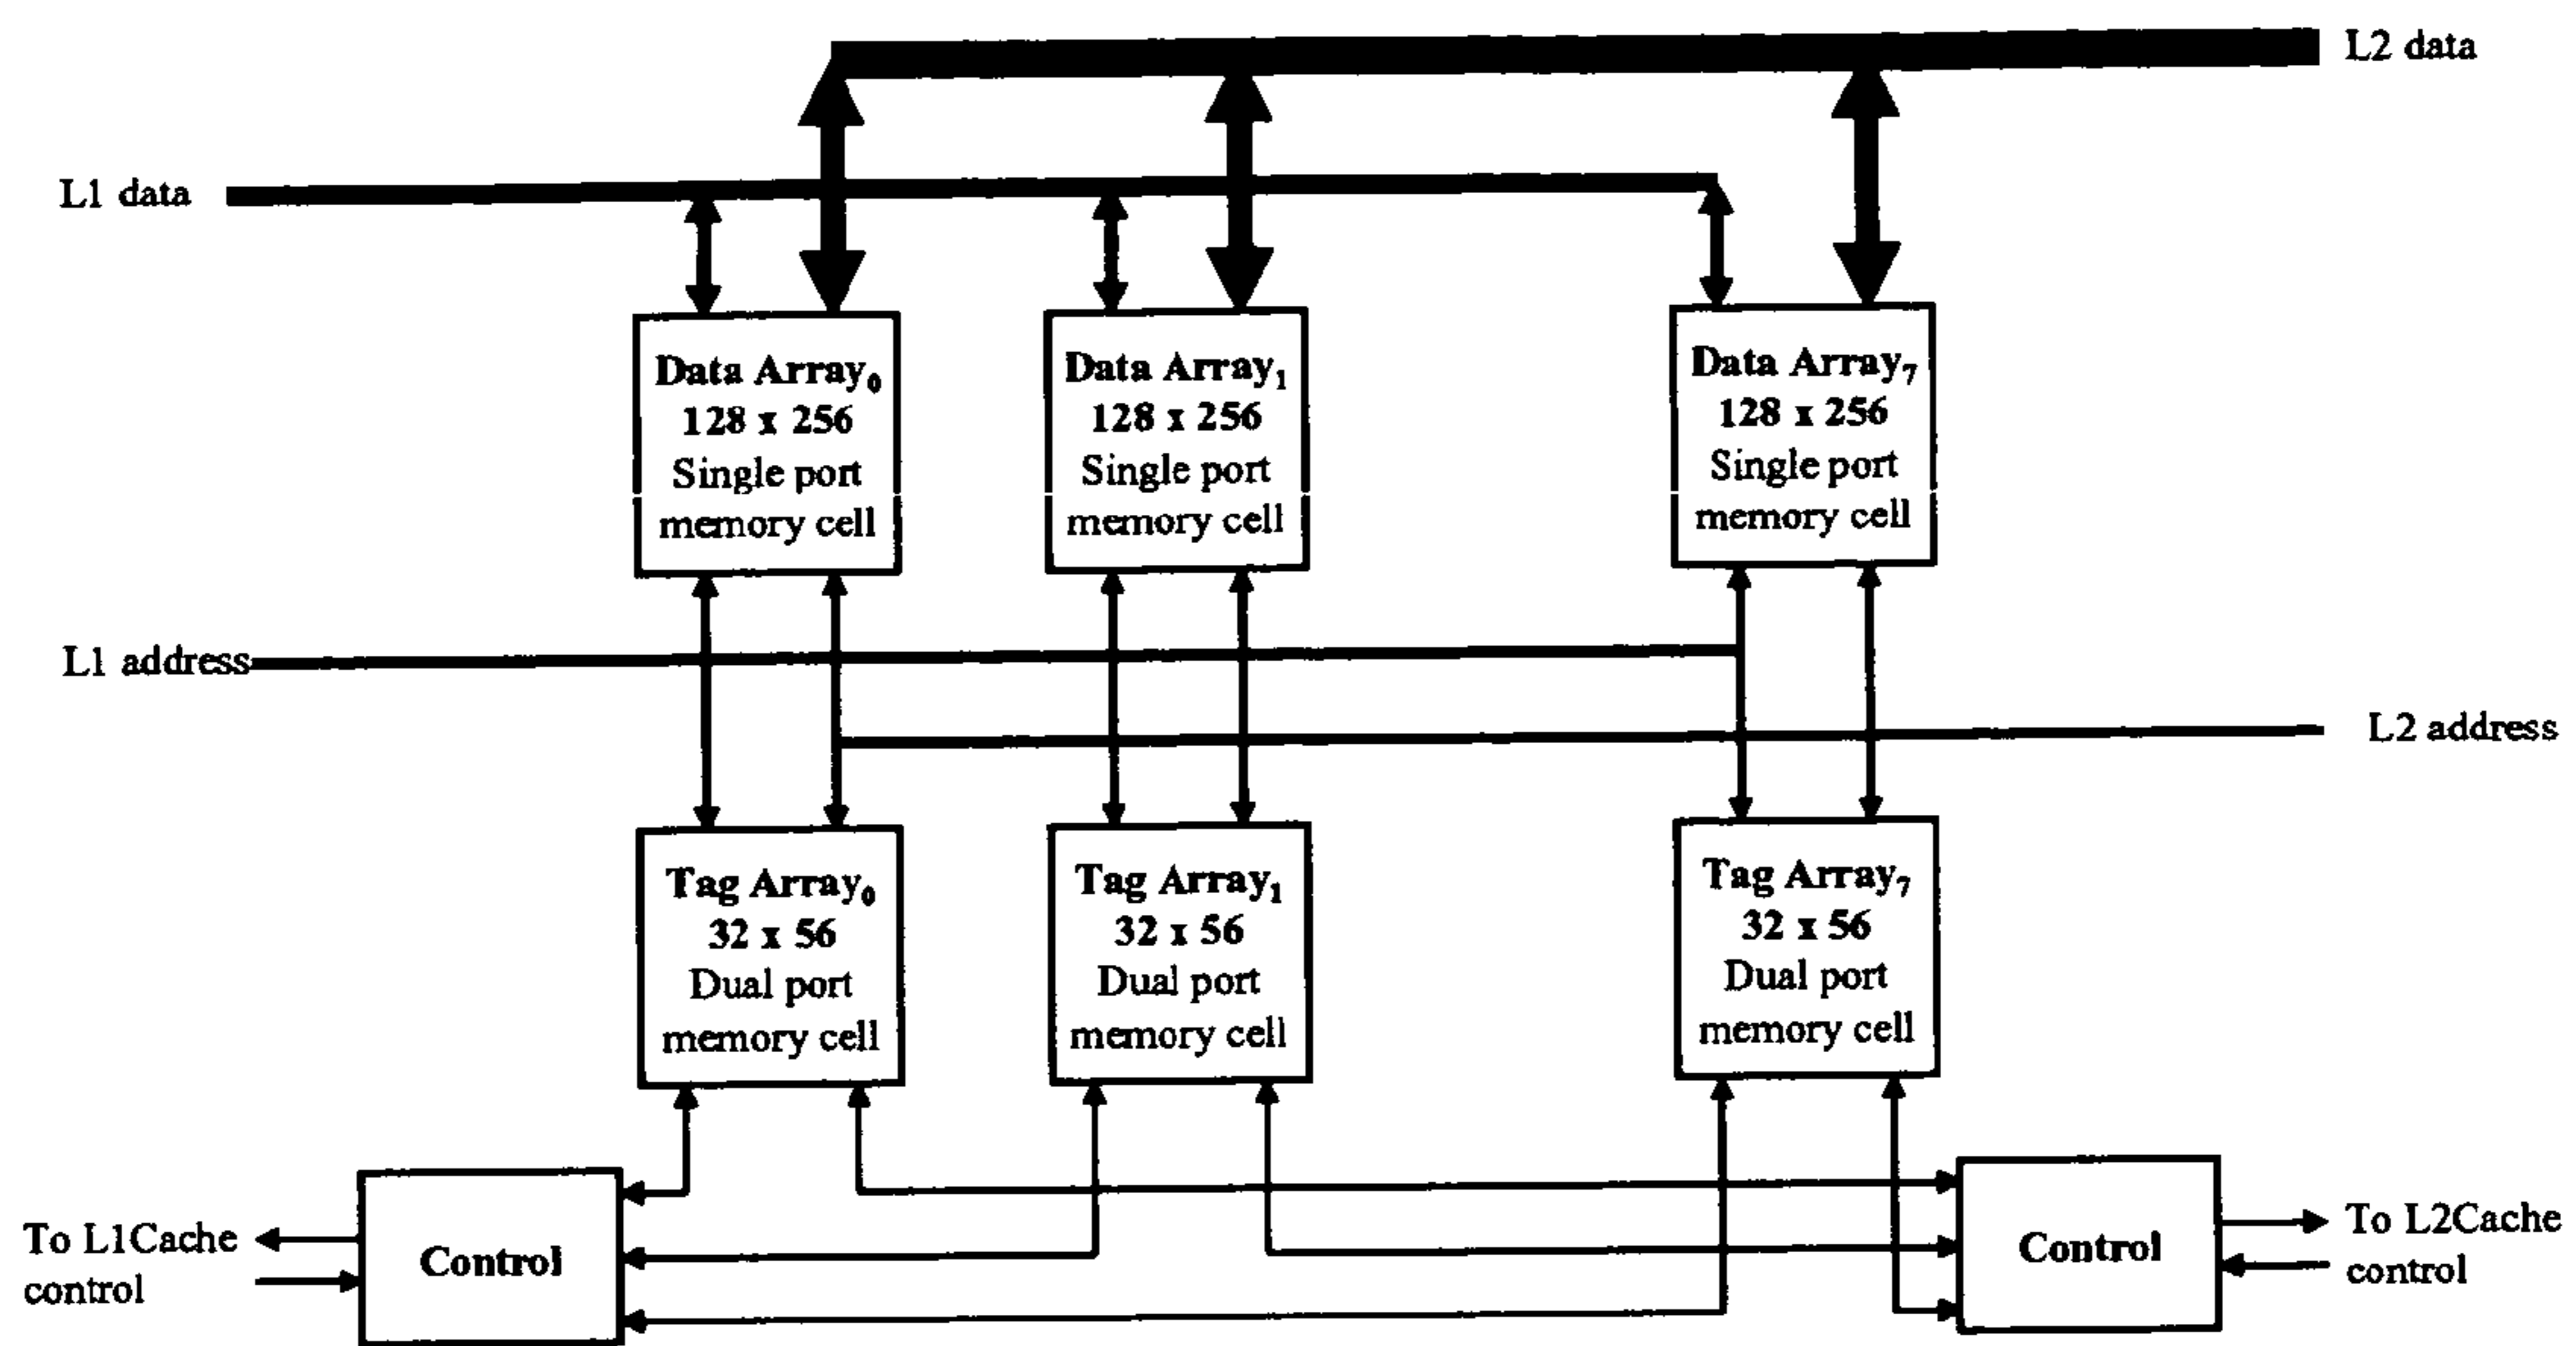 L2 data
L1 data
Data Array0
128 x 256
Single port
memory cell
Data Array1
128 x 256
Single port
memory cell
Data Array7
128 x 256
Single port
memory cell
L1 address
L2 address
Tag Array0
32 x 56
Dual port
memory cell
Tag Array1
32 x 56
Dual port
memory cell
Tag Array7
32 x 56
Dual port
memory cell
To L1Cache
control
Control
Control
To L2Cache
control